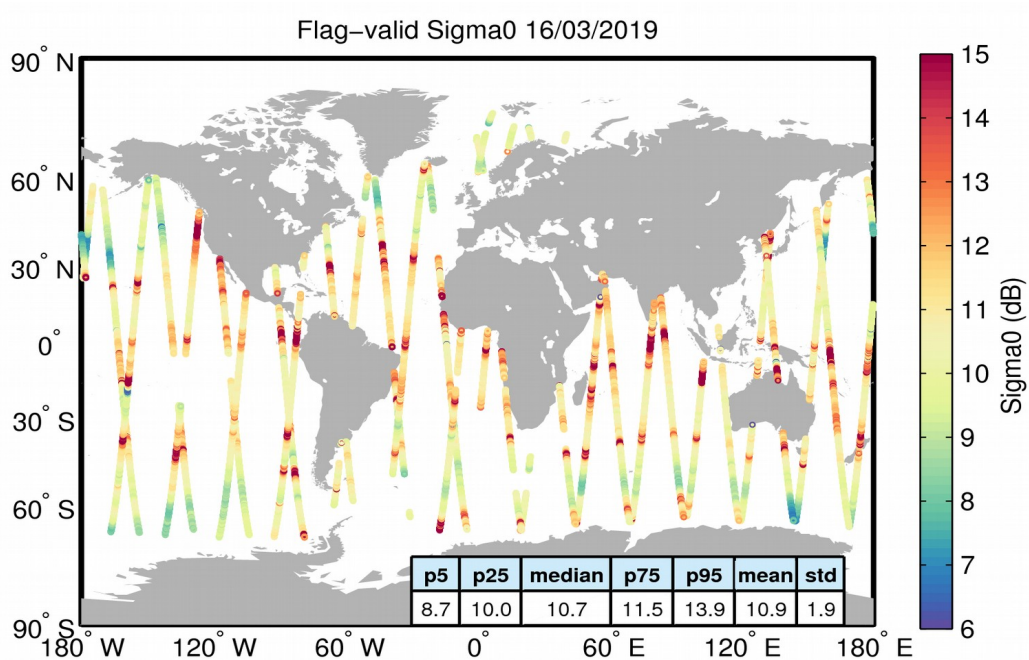 Flag−valid Sigma0 16/03/2019
90° N
60° N
30° N
0°
30° S
60° S
90° S
180° W
120° W
60° W
0°
60° E
120° E
180° E
15
14
13
12
11
10
9
8
7
6
Sigma0 (dB)
p5 p25 median p75 p95 mean std
8.7 10.0 10.7 11.5 13.9 10.9 1.9